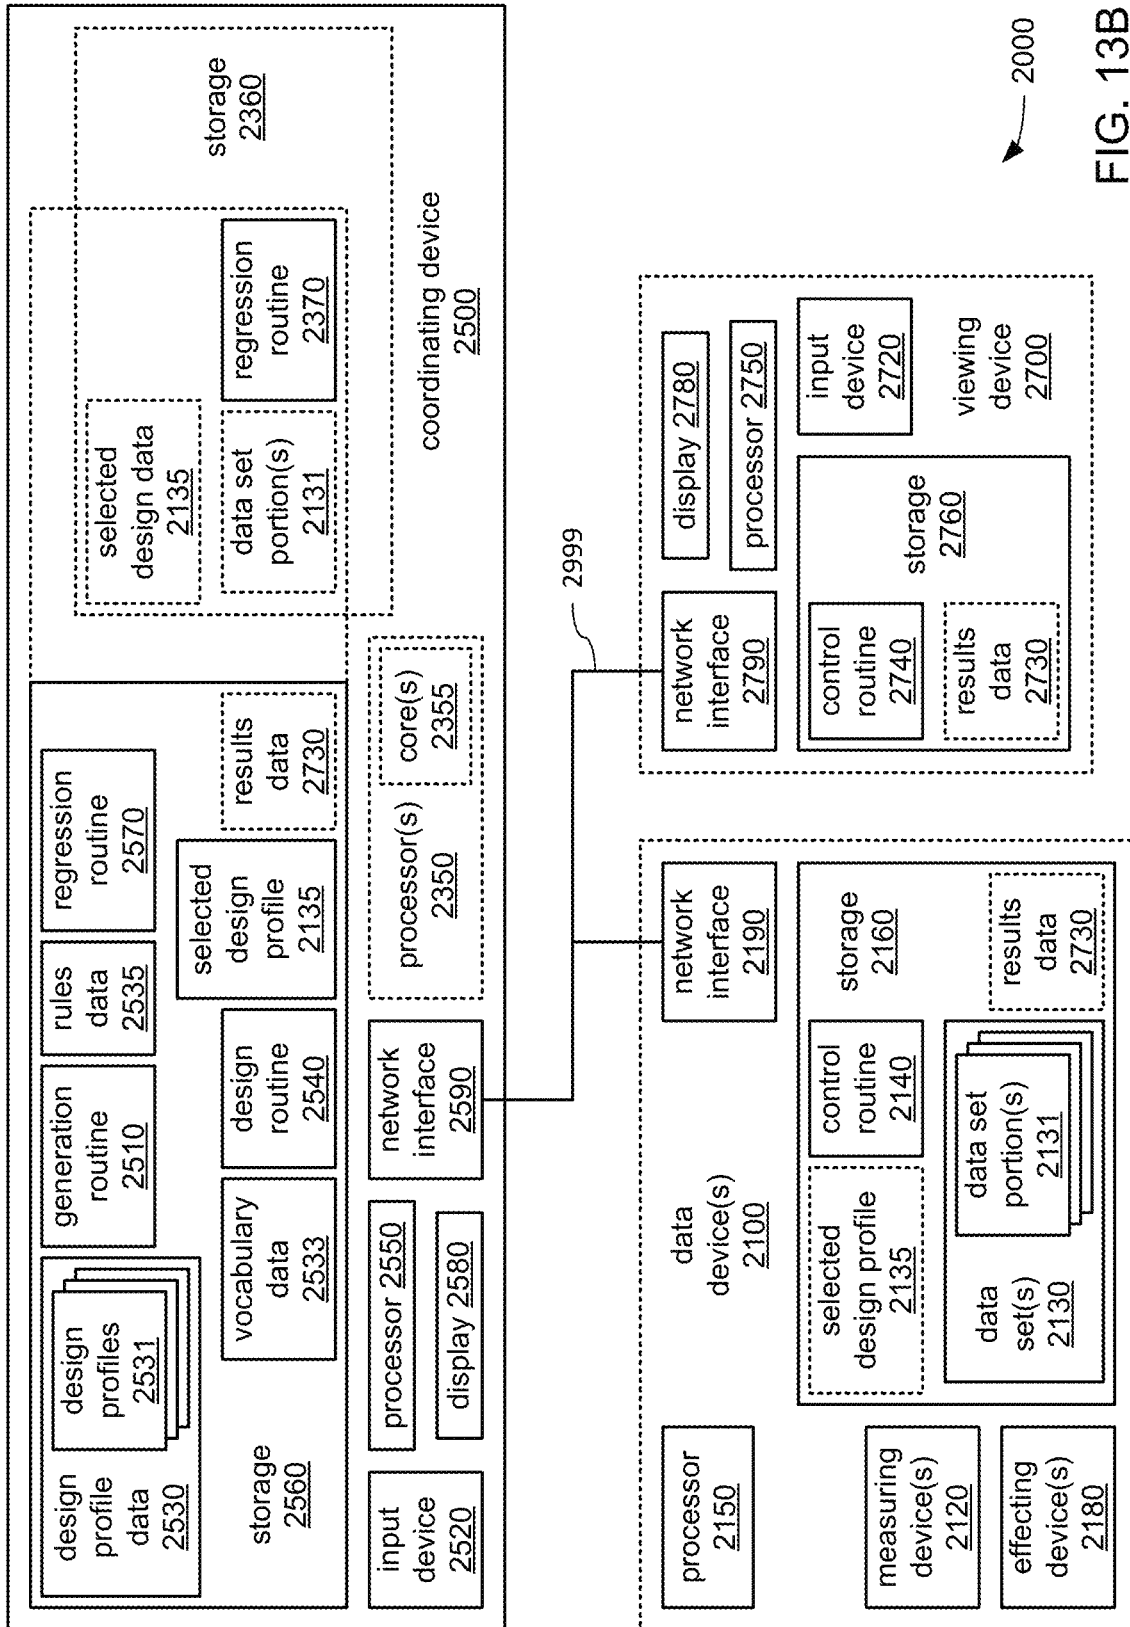 design
profile
data
2530
design
profiles
2531
generation
routine
2510
rules
data
2535
regression
routine
2570
storage
2560
vocabulary
data
2533
design
routine
2540
selected
design profile
2135
results
data
2730
selected
design data
2135
data set
portion(s)
2131
regression
routine
2370
storage
2360
input
device
2520
processor 2550
display 2580
network
interface
2590
processor(s)
2350
core(s)
2355
coordinating device
2500
2999
processor
2150
measuring
device(s)
2120
effecting
device(s)
2180
data
device(s)
2100
network
interface
2190
selected
design profile
2135
control
routine
2140
storage
2160
data
set(s)
2130
data set
portion(s)
2131
results
data
2730
network
interface
2790
display 2780
processor 2750
control
routine
2740
results
data
2730
storage
2760
input
device
2720
viewing
device
2700
2000
FIG. 13B